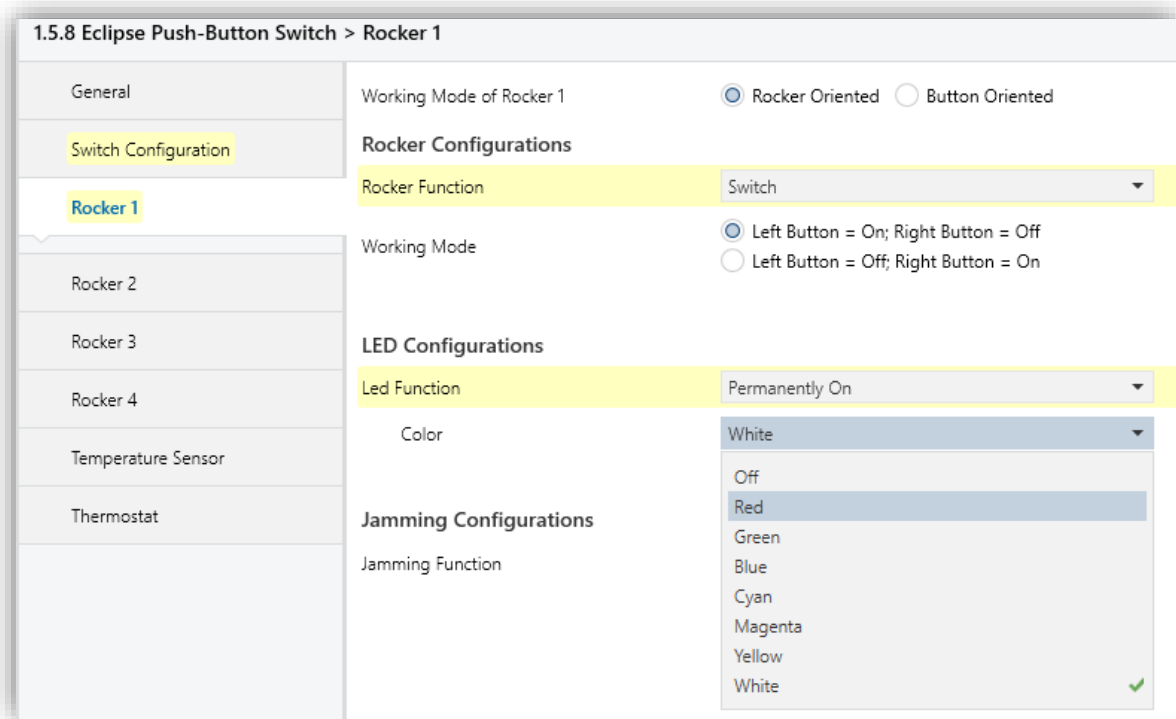 1.5.8 Eclipse Push-Button Switch > Rocker 1
General
Switch Configuration
Rocker 1
Rocker 2
Rocker 3
Rocker 4
Temperature Sensor
Thermostat
Working Mode of Rocker 1 Rocker Oriented Button Oriented
Rocker Configurations
Rocker Function Switch
Working Mode Left Button = On; Right Button = Off
Left Button = Off; Right Button = On
LED Configurations
Led Function Permanently On
Color White
Off
Red
Green
Blue
Cyan
Magenta
Yellow
White
Jamming Configurations
Jamming Function